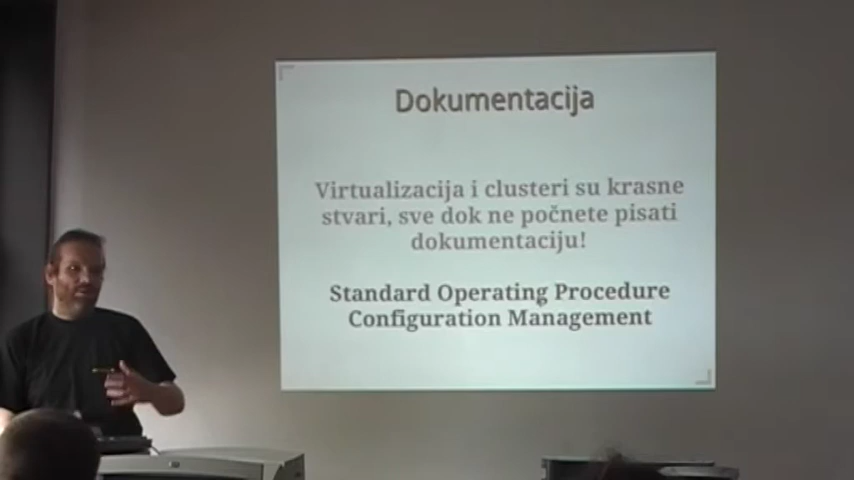 Dokumentacija
Virtualizacija i clusteri su krasne
stvari, sve dok ne počnete pisati
dokumentaciju!
Standard Operating Procedure
Configuration Management